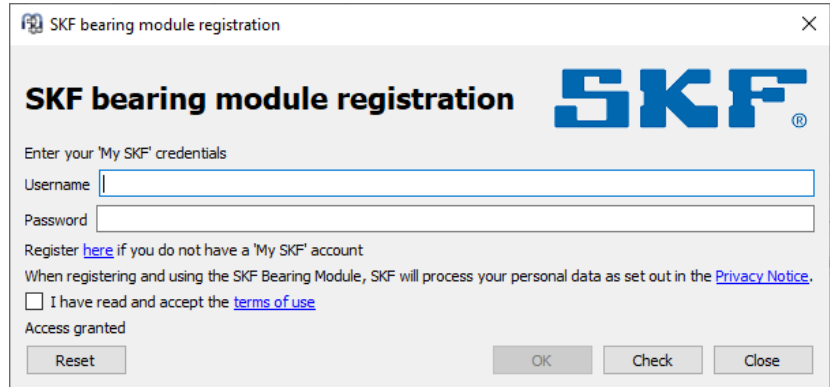 SKF bearing module registration
SKF bearing module registration
SKF®
Enter your 'My SKF' credentials
Username
Password
Register here if you do not have a 'My SKF' account
When registering and using the SKF Bearing Module, SKF will process your personal data as set out in the Privacy Notice.
I have read and accept the terms of use
Access granted
Reset OK Check Close